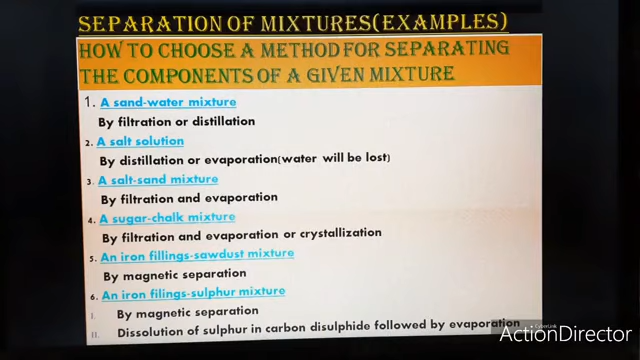 SEPARATION OF MIXTURES(EXAMPLES)
HOW TO CHOOSE A METHOD FOR SEPARATING
THE COMPONENTS OF A GIVEN MIXTURE
1. A sand-water mixture
By filtration or distillation
2. A salt solution
By distillation or evaporation(water will be lost)
3. A salt-sand mixture
By filtration and evaporation
4. A sugar-chalk mixture
By filtration and evaporation or crystallization
5. An iron fillings-sawdust mixture
By magnetic separation
6. An iron filings-sulphur mixture
I. By magnetic separation
II. Dissolution of sulphur in carbon disulphide followed by evaporation
CyberLink
ActionDirector